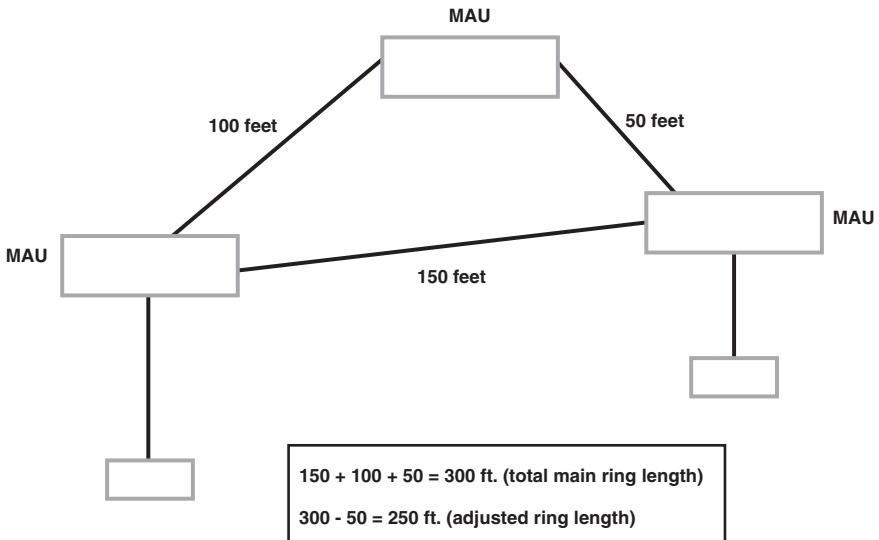 MAU
100 feet
50 feet
MAU
MAU
150 feet
150 + 100 + 50 = 300 ft. (total main ring length)
300 - 50 = 250 ft. (adjusted ring length)